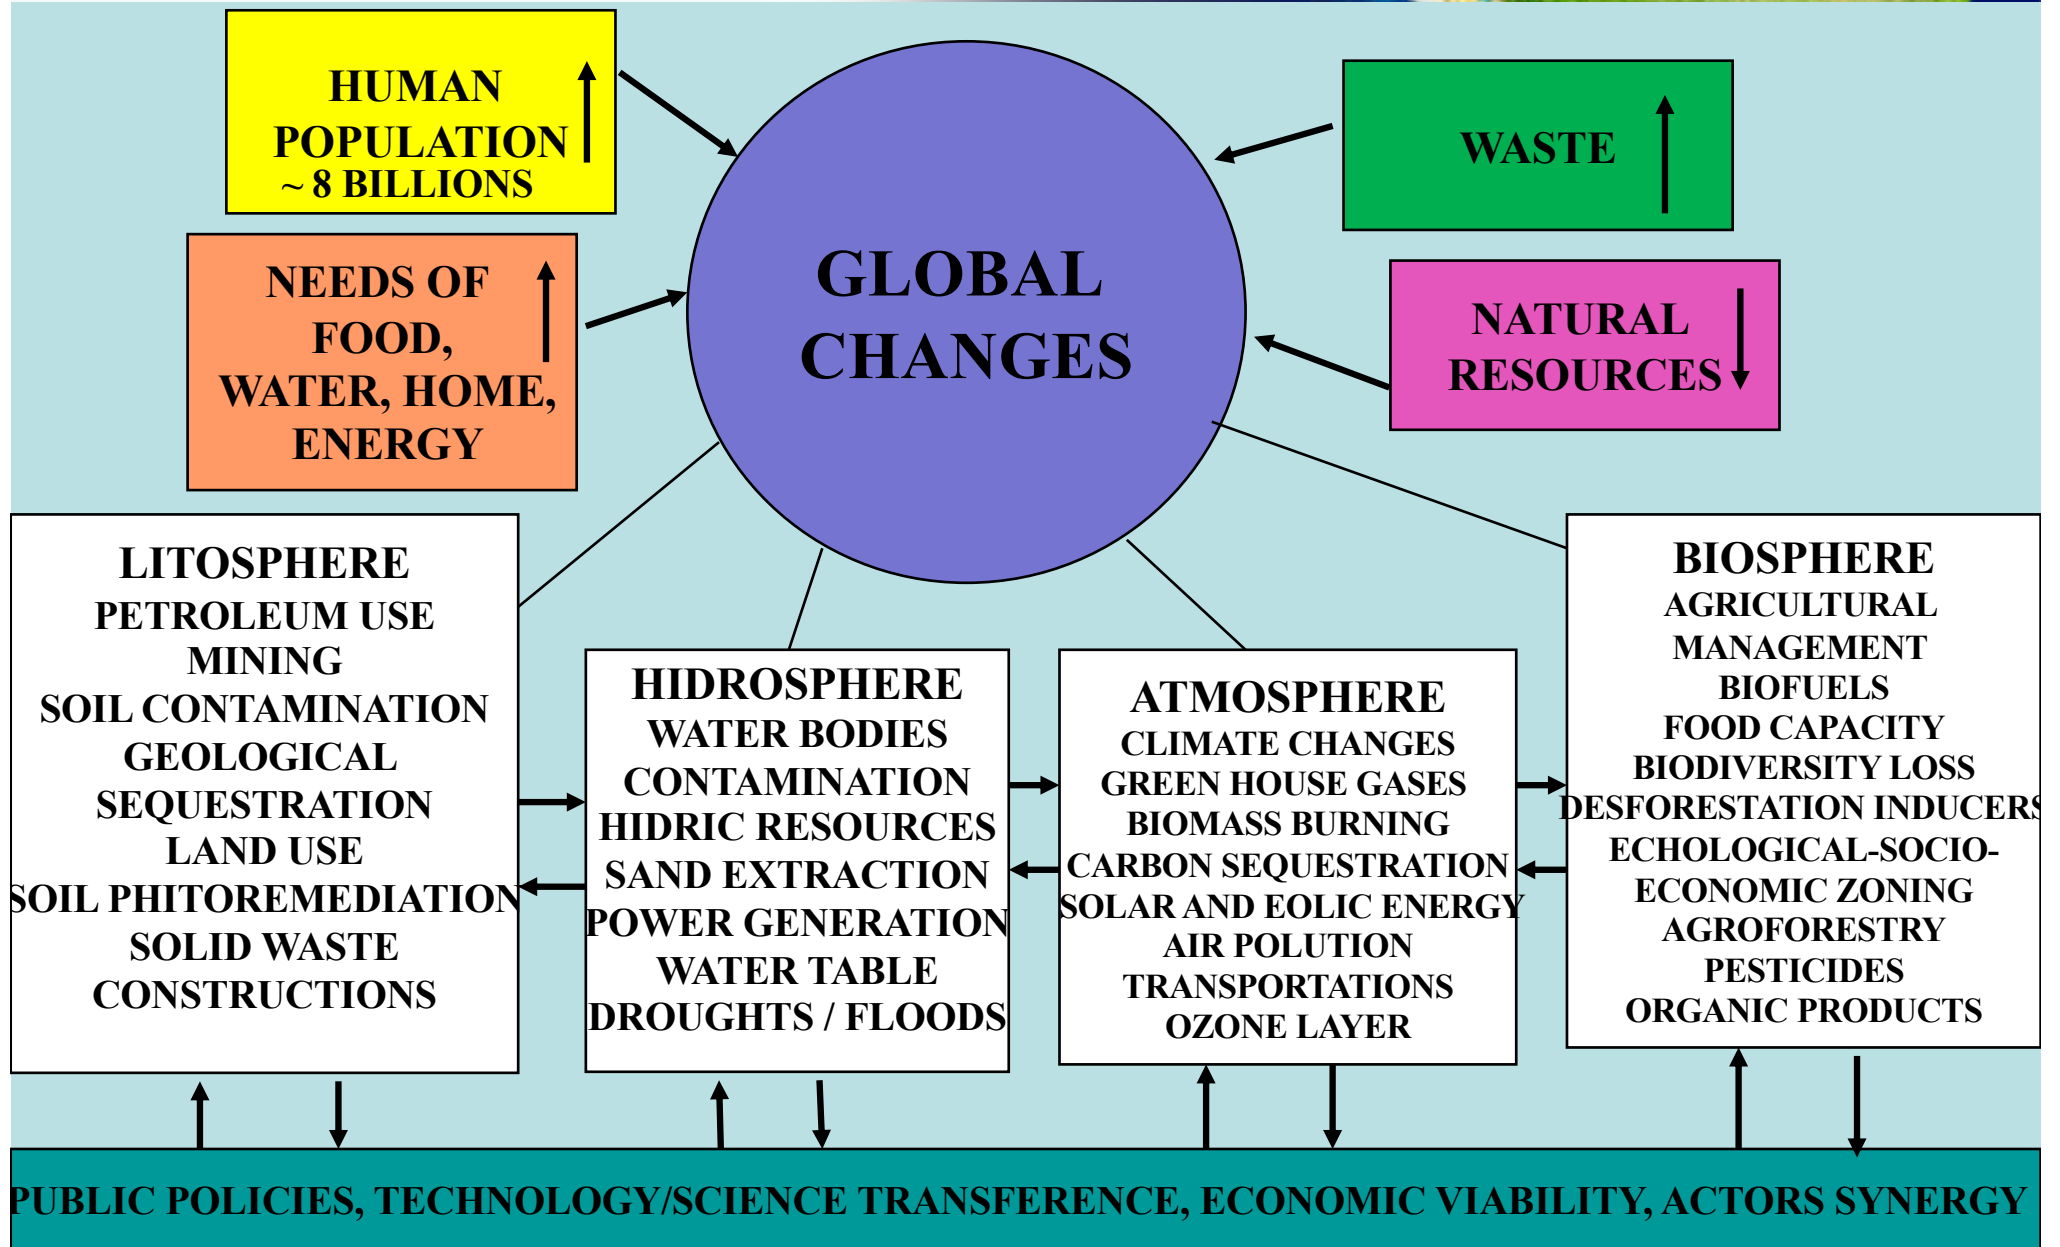 HUMAN
POPULATION
~ 8 BILLIONS
WASTE
GLOBAL
CHANGES
NEEDS OF
FOOD,
WATER, HOME,
ENERGY
NATURAL
RESOURCES
LITOSPHERE
PETROLEUM USE
MINING
SOIL CONTAMINATION
GEOLOGICAL
SEQUESTRATION
LAND USE
SOIL PHITOREMEDIATION
SOLID WASTE
CONSTRUCTIONS
HIDROSPHERE
WATER BODIES
CONTAMINATION
HIDRIC RESOURCES
SAND EXTRACTION
POWER GENERATION
WATER TABLE
DROUGHTS / FLOODS
ATMOSPHERE
CLIMATE CHANGES
GREEN HOUSE GASES
BIOMASS BURNING
CARBON SEQUESTRATION
SOLAR AND EOLIC ENERGY
AIR POLUTION
TRANSPORTATIONS
OZONE LAYER
BIOSPHERE
AGRICULTURAL
MANAGEMENT
BIOFUELS
FOOD CAPACITY
BIODIVERSITY LOSS
DESFORESTATION INDUCERS
ECHOLOGICAL-SOCIO-
ECONOMIC ZONING
AGROFORESTRY
PESTICIDES
ORGANIC PRODUCTS
PUBLIC POLICIES, TECHNOLOGY/SCIENCE TRANSFERENCE, ECONOMIC VIABILITY, ACTORS SYNERGY